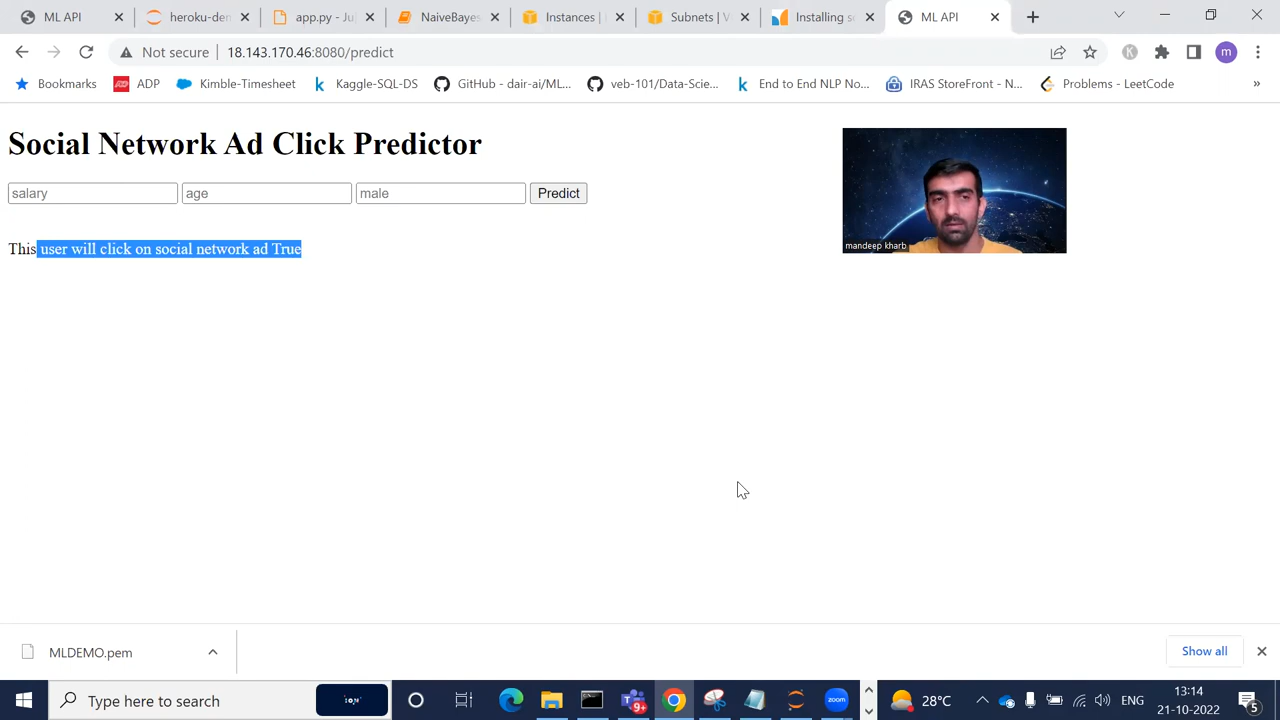 ML API
heroku-den
app.py - Ju
NaiveBayes
Instances |
Subnets | V
Installing se
ML API
Not secure
18.143.170.46:8080/predict
K
m
Bookmarks
ADP
Kimble-Timesheet
Kaggle-SQL-DS
GitHub - dair-ai/ML...
veb-101/Data-Scie...
End to End NLP No...
IRAS StoreFront - N...
Problems - LeetCode
»
Social Network Ad Click Predictor
salary
age
male
Predict
This user will click on social network ad True
mandeep kharb
MLDEMO.pem
Show all
Type here to search
9+
zoom
28°C
ENG
13:14
21-10-2022
5